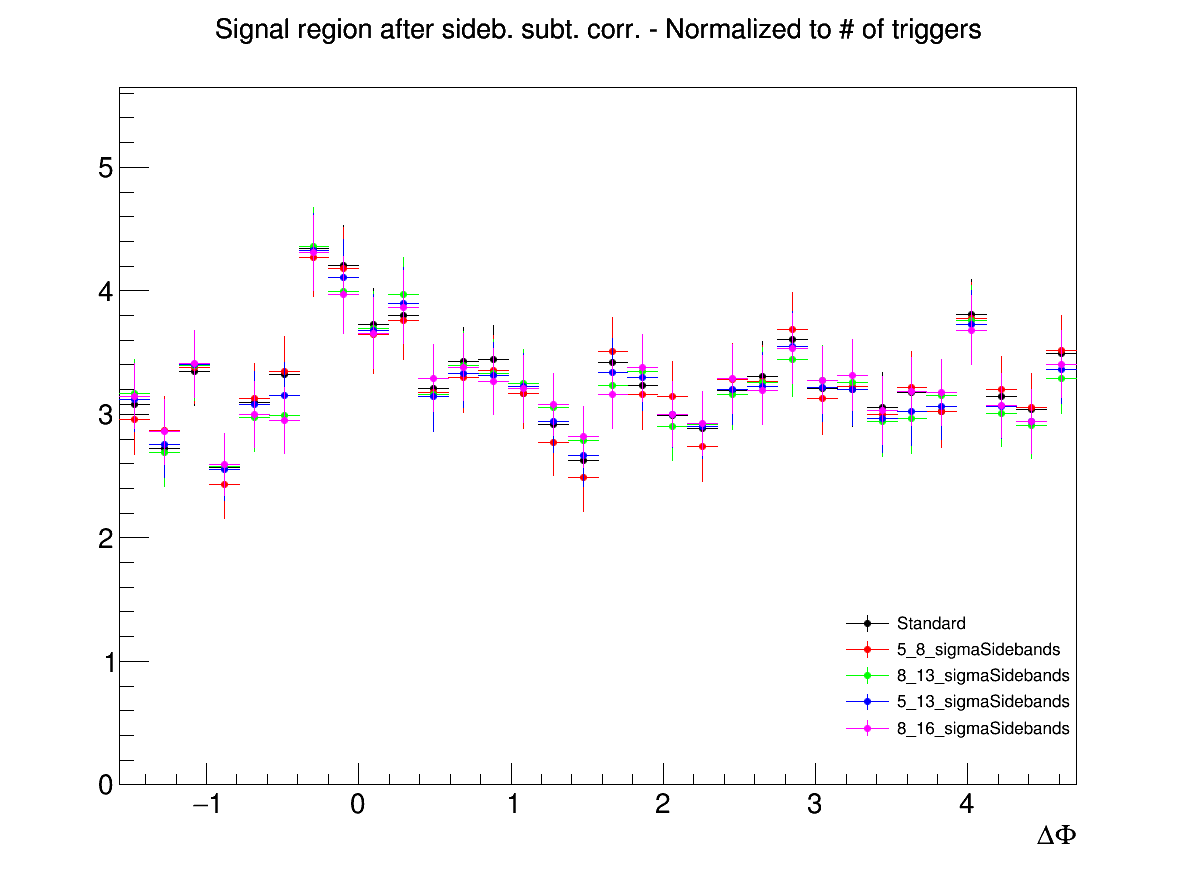 Signal region after sideb. subt. corr. - Normalized to # of triggers
5
4
3
2
1
0
−1 0 1 2 3 4
ΔΦ
Standard
5_8_sigmaSidebands
8_13_sigmaSidebands
5_13_sigmaSidebands
8_16_sigmaSidebands